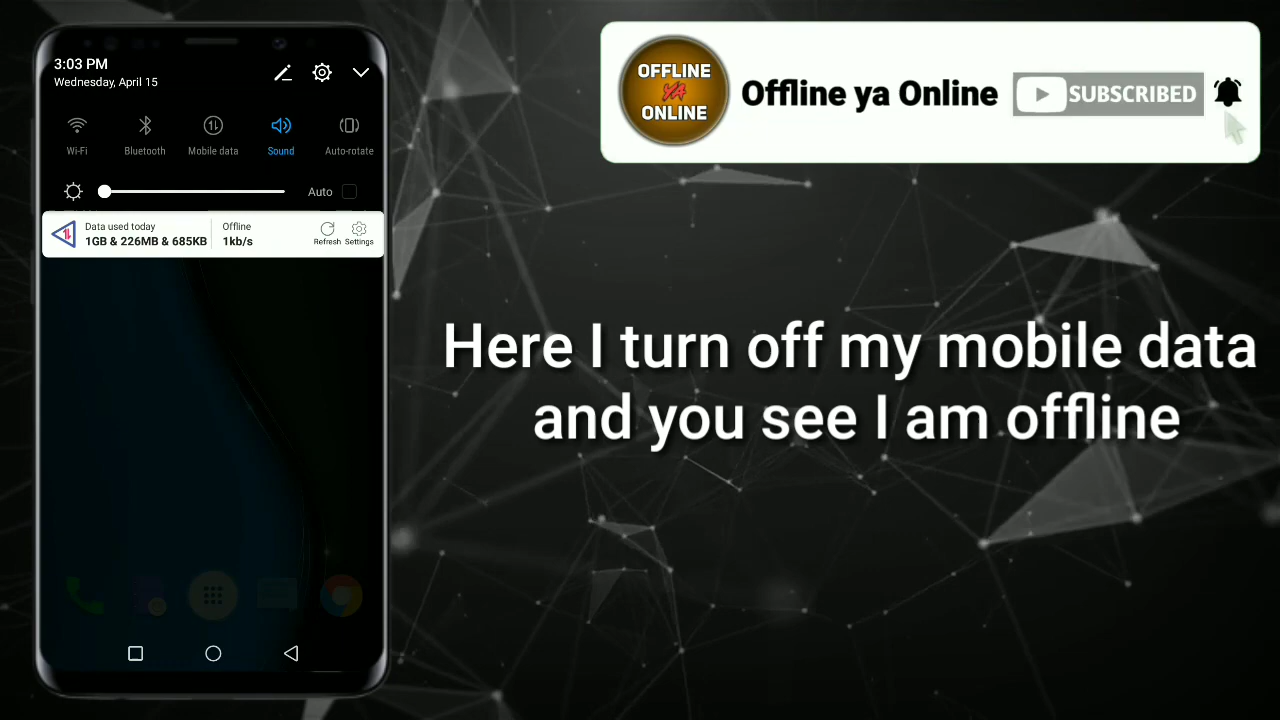 3:03 PM
Wednesday, April 15
Wi-Fi
Bluetooth
Mobile data
Sound
Auto-rotate
Auto
Data used today
1GB & 226MB & 685KB
Offline
1kb/s
Refresh
Settings
OFFLINE
YA
ONLINE
Offline ya Online
SUBSCRIBED
Here I turn off my mobile data
and you see I am offline